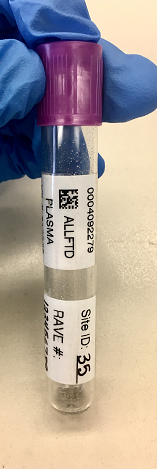 0004092279
ALLFTD
PLASMA
Site ID: 35
RAVE #: